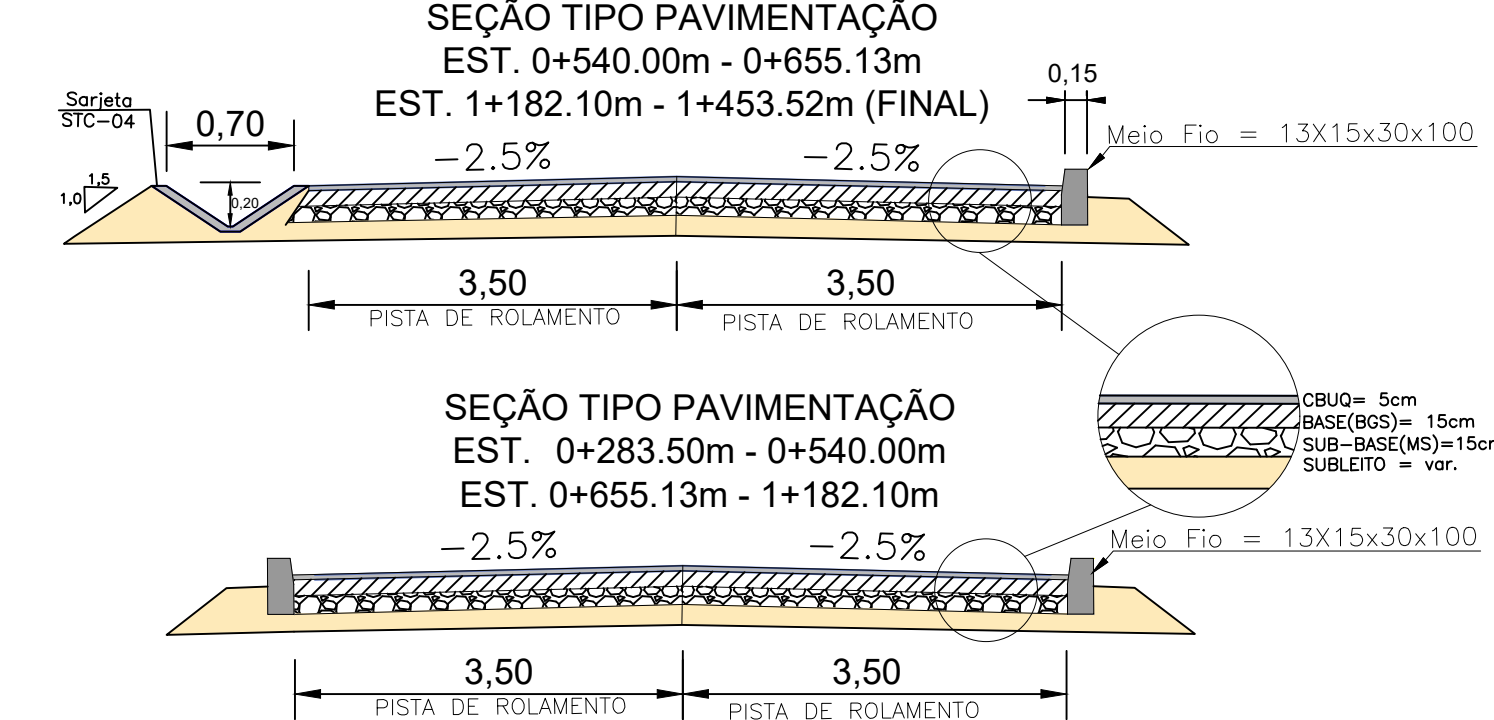 SEÇÃO TIPO PAVIMENTAÇÃO
EST. 0+540.00m - 0+655.13m
EST. 1+182.10m - 1+453.52m (FINAL)
0,15
Sarjeta
STC-04
0,70
Meio Fio = 13X15x30x100
-2.5%
-2.5%
1,5
1,0
0,20
3,50
3,50
PISTA DE ROLAMENTO
PISTA DE ROLAMENTO
SEÇÃO TIPO PAVIMENTAÇÃO
EST. 0+283.50m - 0+540.00m
EST. 0+655.13m - 1+182.10m
CBUQ= 5cm
BASE(BGS)= 15cm
SUB-BASE(MS)=15cm
SUBLEITO = var.
-2.5%
-2.5%
Meio Fio = 13X15x30x100
3,50
3,50
PISTA DE ROLAMENTO
PISTA DE ROLAMENTO